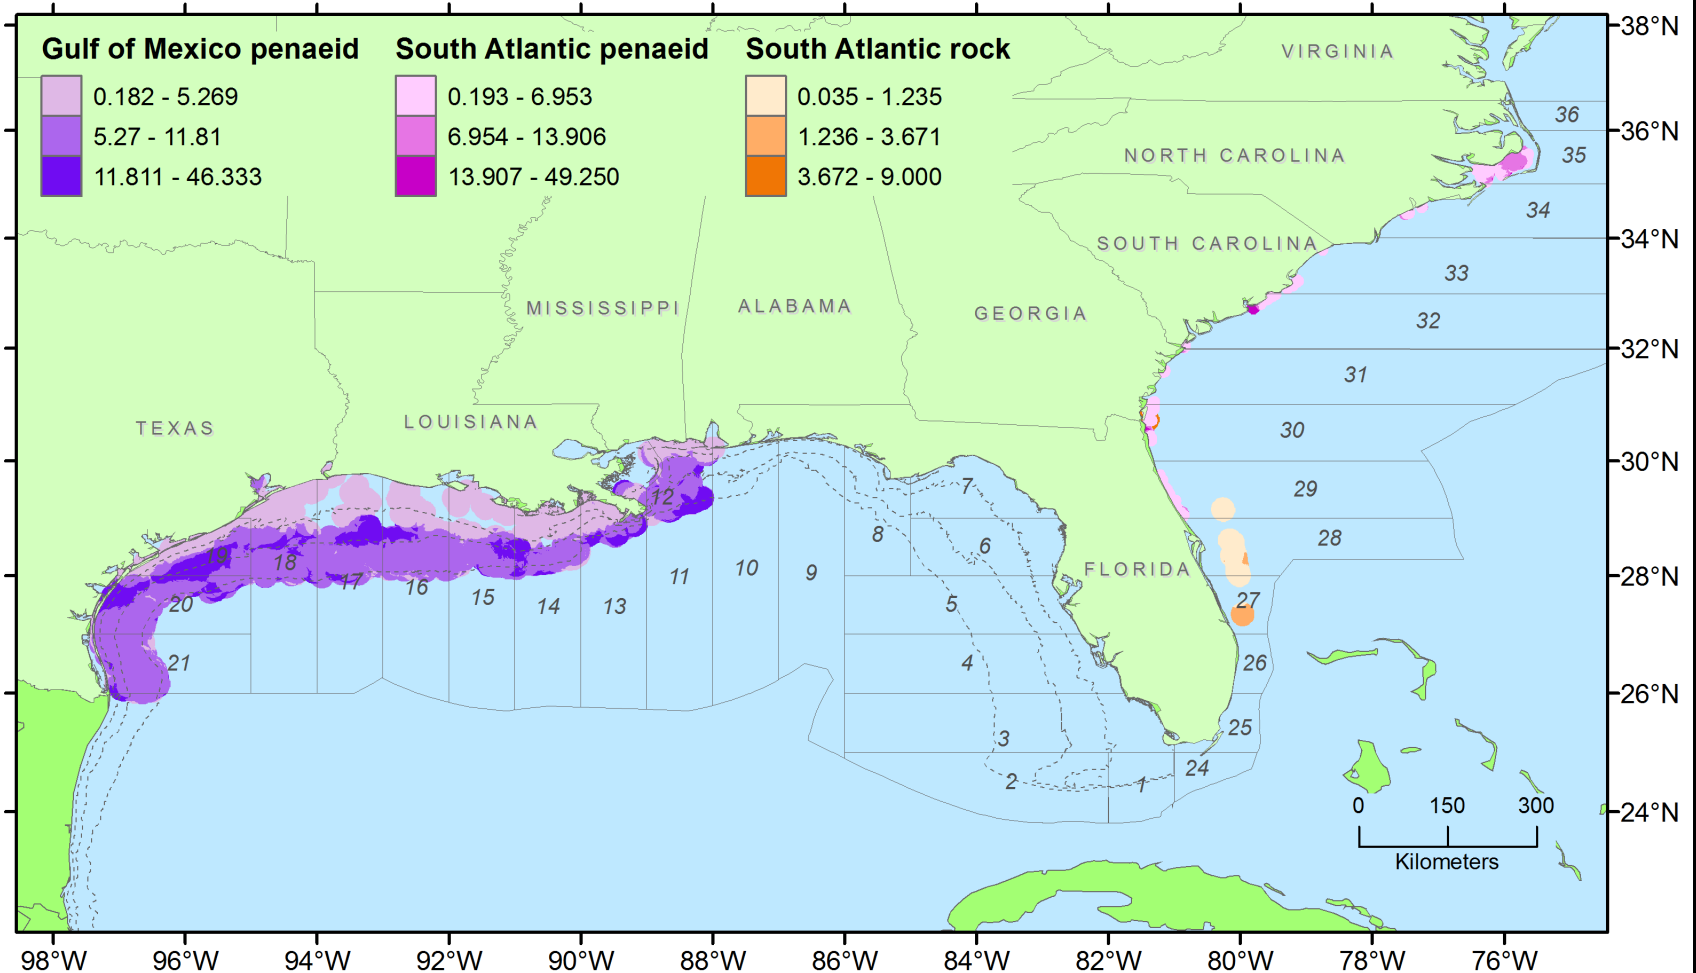 Gulf of Mexico penaeid
0.182 - 5.269
5.27 - 11.81
11.811 - 46.333
South Atlantic penaeid
0.193 - 6.953
6.954 - 13.906
13.907 - 49.250
South Atlantic rock
0.035 - 1.235
1.236 - 3.671
3.672 - 9.000
VIRGINIA
NORTH CAROLINA
SOUTH CAROLINA
MISSISSIPPI
ALABAMA
GEORGIA
TEXAS
LOUISIANA
FLORIDA
36
35
34
33
32
31
30
29
28
27
26
25
24
1
2
3
4
5
6
7
8
9
10
11
12
13
14
15
16
17
18
19
20
21
0 150 300
Kilometers
38°N
36°N
34°N
32°N
30°N
28°N
26°N
24°N
98°W 96°W 94°W 92°W 90°W 88°W 86°W 84°W 82°W 80°W 78°W 76°W